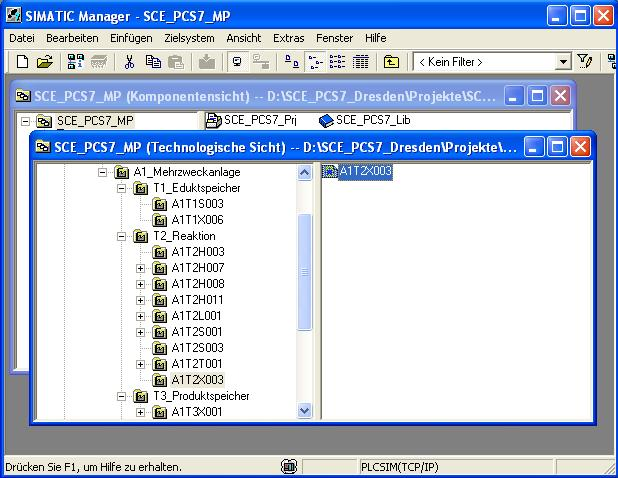 SIMATIC Manager - SCE_PCS7_MP
Datei Bearbeiten Einfügen Zielsystem Ansicht Extras Fenster Hilfe
< Kein Filter >
SCE_PCS7_MP (Komponentensicht) -- D:\SCE_PCS7_Dresden\Projekte\SC...
SCE_PCS7_MP SCE_PCS7_Prj SCE_PCS7_Lib
SCE_PCS7_MP (Technologische Sicht) -- D:\SCE_PCS7_Dresden\Projekte\...
A1_Mehrzweckanlage A1T2X003
T1_Eduktspeicher
A1T1S003
A1T1X006
T2_Reaktion
A1T2H003
A1T2H007
A1T2H008
A1T2H011
A1T2L001
A1T2S001
A1T2S003
A1T2T001
A1T2X003
T3_Produktspeicher
A1T3X001
Drücken Sie F1, um Hilfe zu erhalten. PLCSIM(TCP/IP)